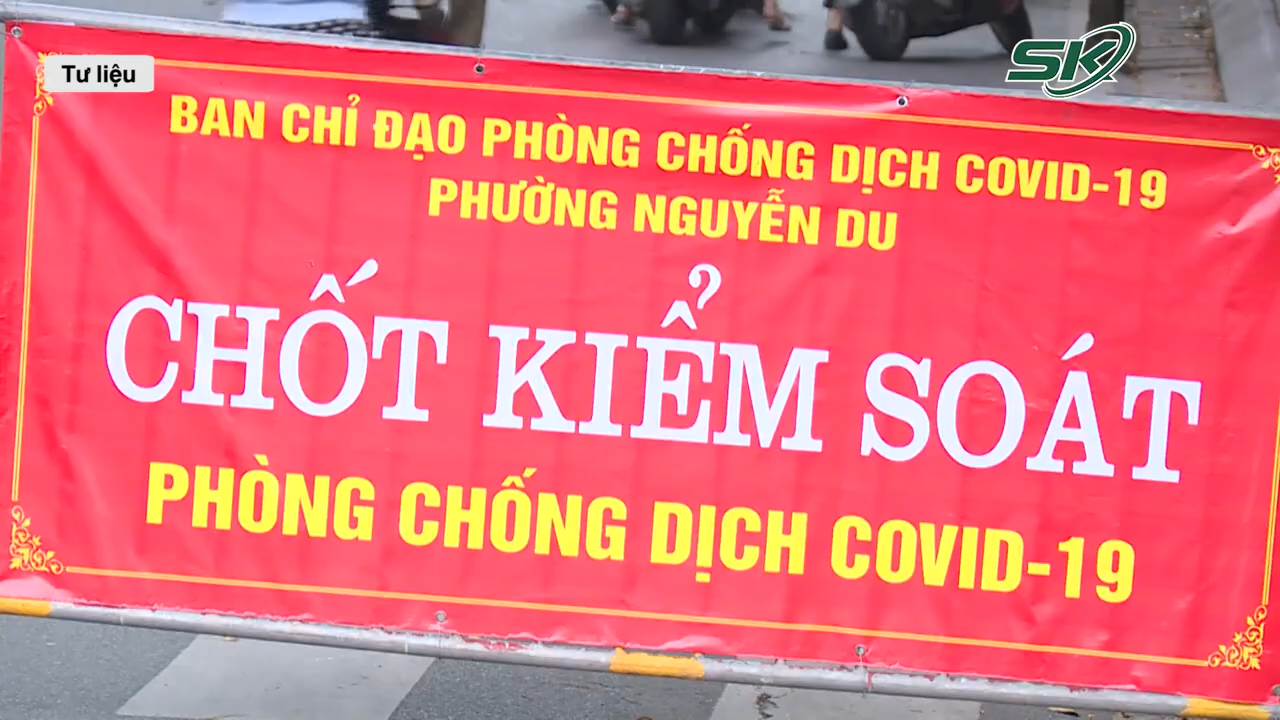 Tư liệu
SK
BAN CHỈ ĐẠO PHÒNG CHỐNG DỊCH COVID-19
PHƯỜNG NGUYỄN DU
CHỐT KIỂM SOÁT
PHÒNG CHỐNG DỊCH COVID-19